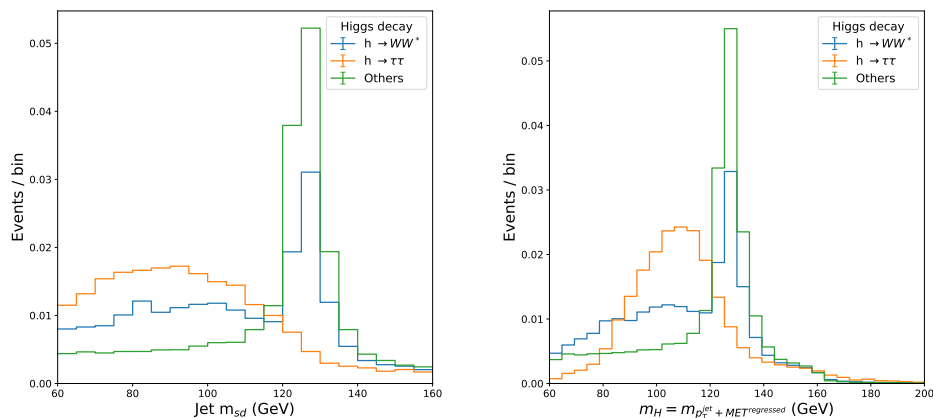 Higgs decay
h →WW*
h →ττ
Others
Events / bin
0.05
0.04
0.03
0.02
0.01
0.00
60 80 100 120 140 160
Jet m_{sd} (GeV)
Higgs decay
h →WW*
h →ττ
Others
Events / bin
0.05
0.04
0.03
0.02
0.01
0.00
60 80 100 120 140 160 180 200
m_H = m_{p_T^{jet} + MET^{regressed}} (GeV)